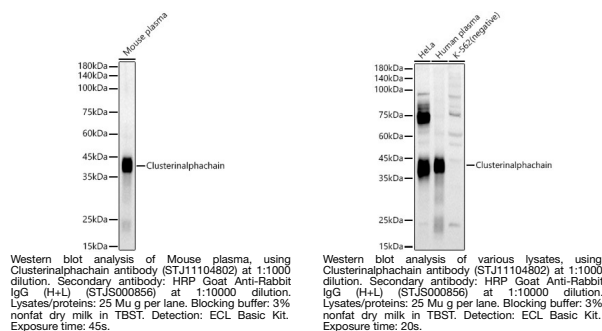 Mouse plasma
180kDa
140kDa
100kDa
75kDa
60kDa
45kDa
Clusterinalphachain
35kDa
25kDa
15kDa
Western blot analysis of Mouse plasma, using
Clusterinalphachain antibody (STJ11104802) at 1:1000
dilution. Secondary antibody: HRP Goat Anti-Rabbit
IgG (H+L) (STJS000856) at 1:10000 dilution.
Lysates/proteins: 25 Mu g per lane. Blocking buffer: 3%
nonfat dry milk in TBST. Detection: ECL Basic Kit.
Exposure time: 45s.
HeLa
Human plasma
K-562(negative)
180kDa
140kDa
100kDa
75kDa
60kDa
45kDa
Clusterinalphachain
35kDa
25kDa
15kDa
Western blot analysis of various lysates, using
Clusterinalphachain antibody (STJ11104802) at 1:1000
dilution. Secondary antibody: HRP Goat Anti-Rabbit
IgG (H+L) (STJS000856) at 1:10000 dilution.
Lysates/proteins: 25 Mu g per lane. Blocking buffer: 3%
nonfat dry milk in TBST. Detection: ECL Basic Kit.
Exposure time: 20s.